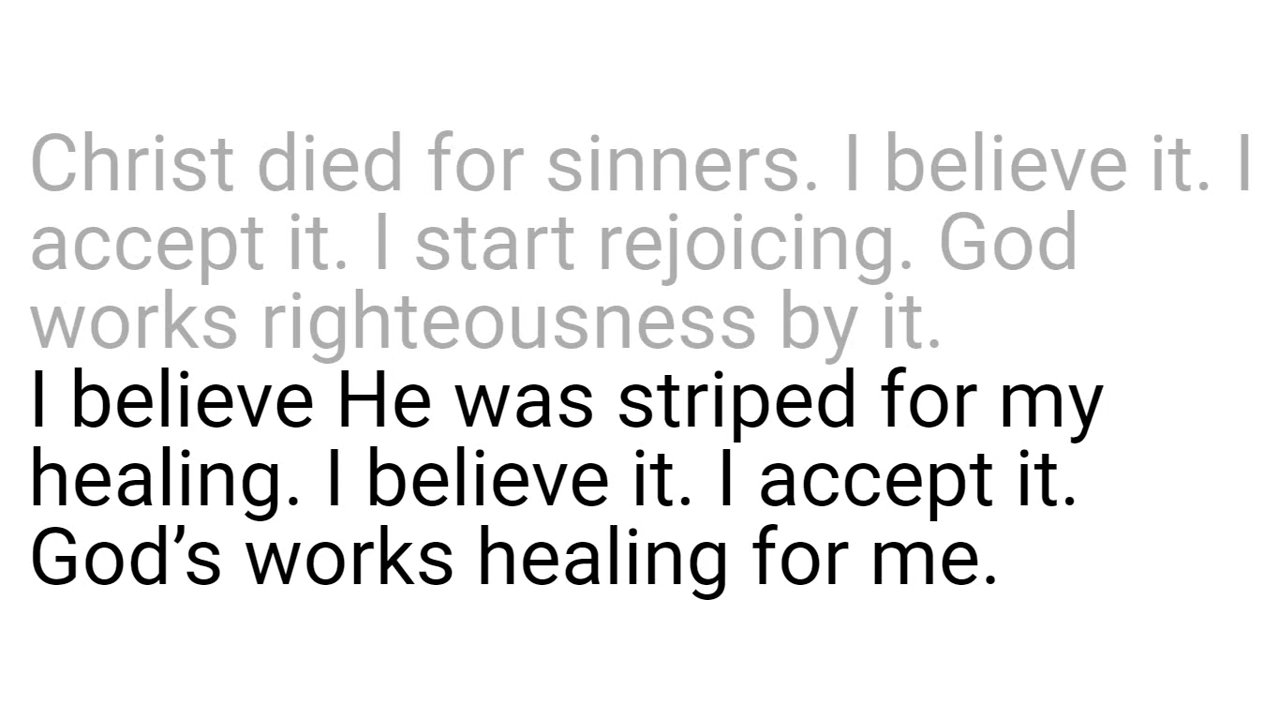 Christ died for sinners. I believe it. I
accept it. I start rejoicing. God
works righteousness by it.
I believe He was striped for my
healing. I believe it. I accept it.
God’s works healing for me.